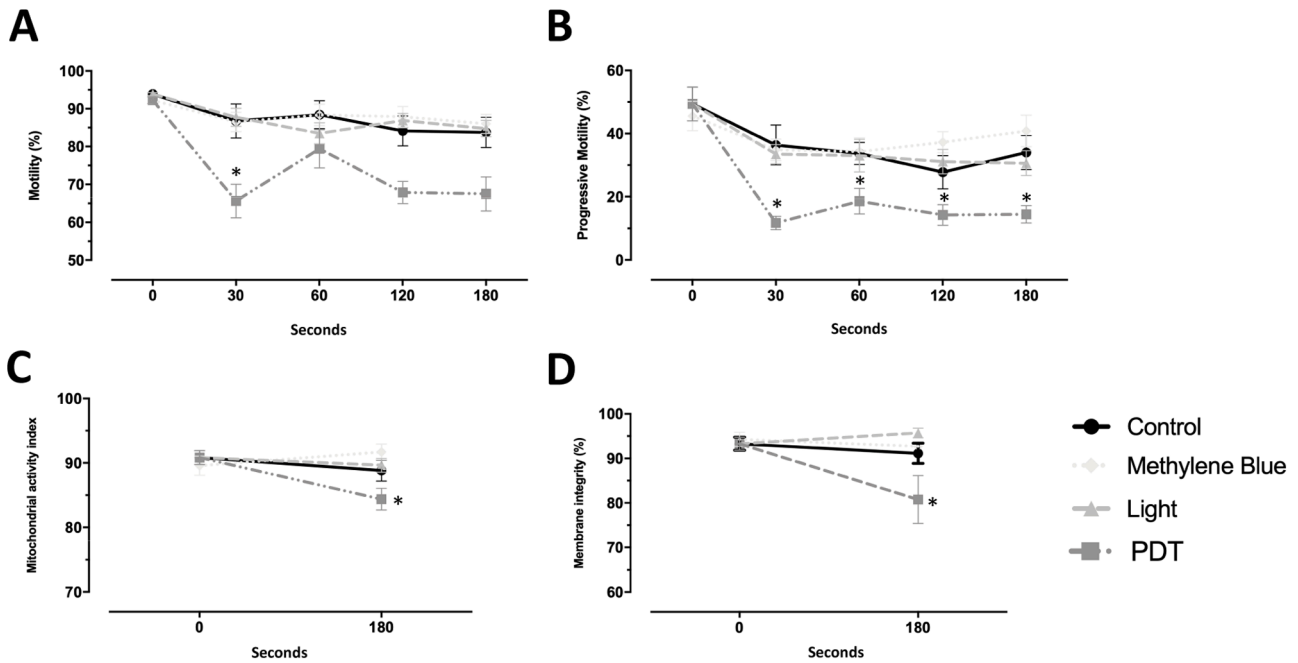 A
Motility (%)
100
90
80
70
60
50
*
0 30 60 120 180
Seconds
B
Progressive Motility (%)
60
40
20
0
* * * *
0 30 60 120 180
Seconds
C
Mitochondrial activity index
100
90
80
70
*
0 180
Seconds
D
Membrane integrity (%)
100
90
80
70
60
*
0 180
Seconds
Control
Methylene Blue
Light
PDT